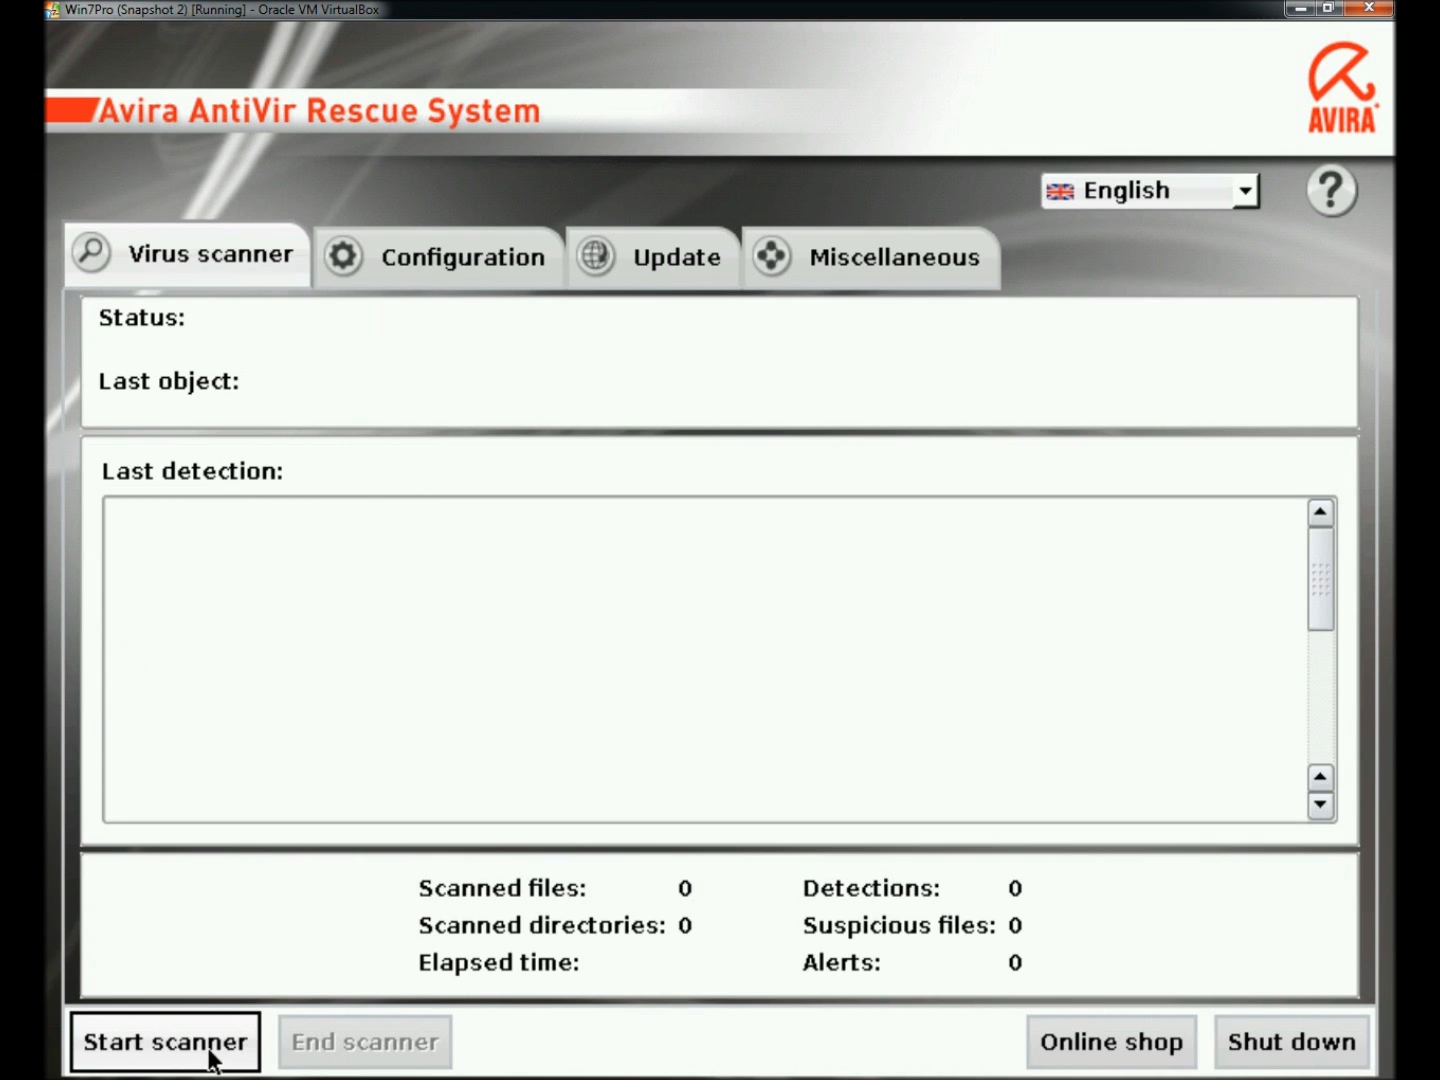 Win7Pro (Snapshot 2) [Running] - Oracle VM VirtualBox
Avira AntiVir Rescue System
AVIRA
English
?
Virus scanner
Configuration
Update
Miscellaneous
Status:
Last object:
Last detection:
Scanned files: 0
Detections: 0
Scanned directories: 0
Suspicious files: 0
Elapsed time:
Alerts: 0
Start scanner
End scanner
Online shop
Shut down